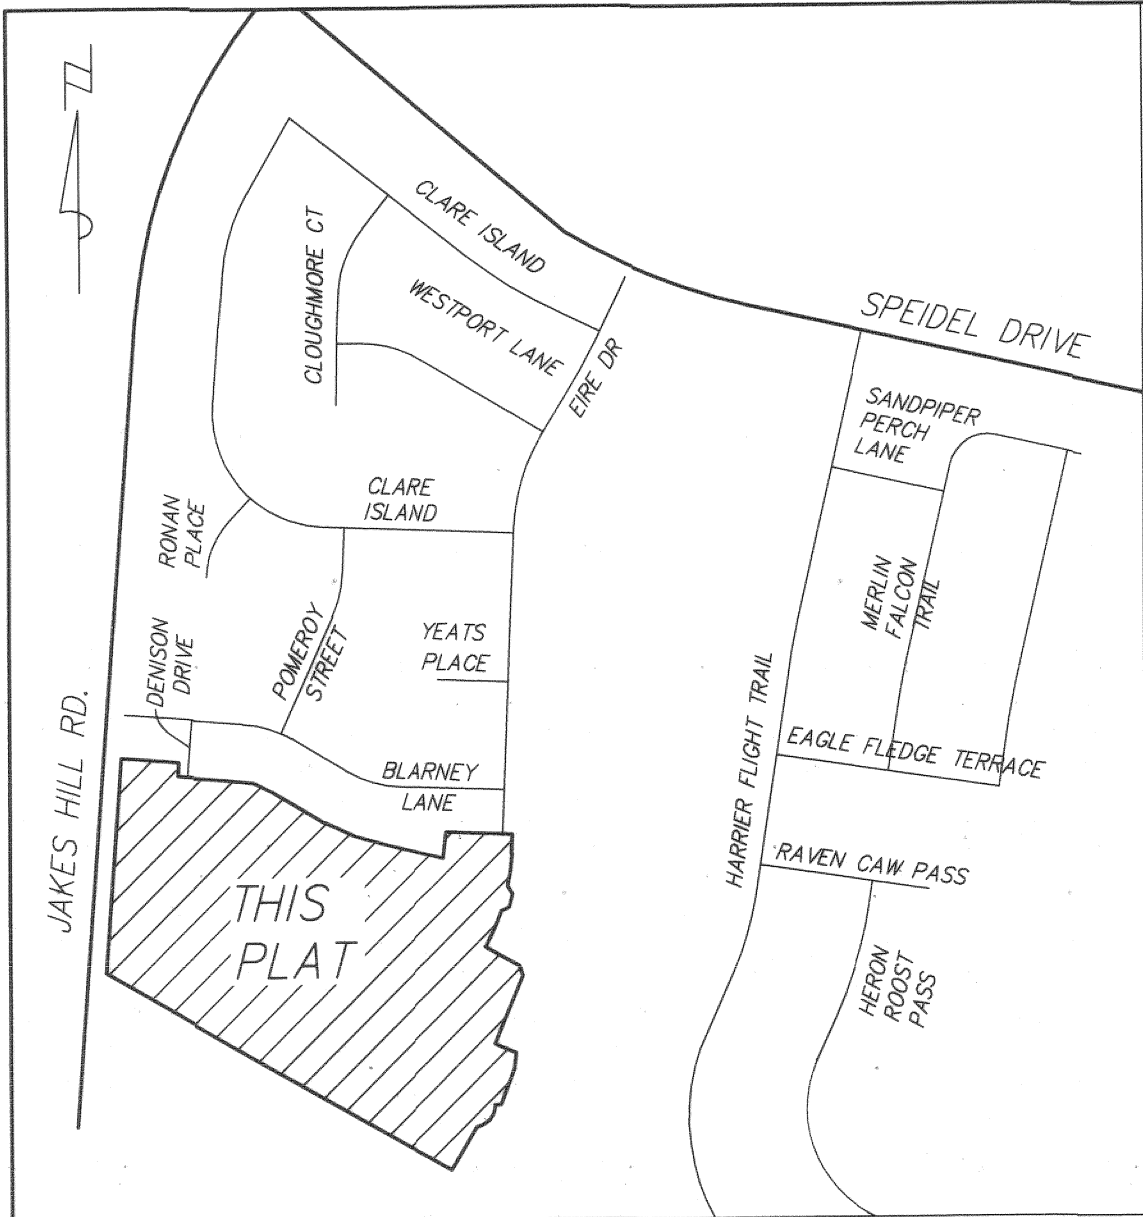 N
CLARE ISLAND
CLOUGHMORE CT
WESTPORT LANE
EIRE DR
SPEIDEL DRIVE
SANDPIPER
PERCH
LANE
CLARE
ISLAND
RONAN
PLACE
MERLIN
FALCON
TRAIL
DENISON
DRIVE
POMEROY
STREET
YEATS
PLACE
HARRIER FLIGHT TRAIL
JAKES HILL RD.
EAGLE FLEDGE TERRACE
BLARNEY
LANE
RAVEN CAW PASS
THIS
PLAT
HERON
ROOST
PASS